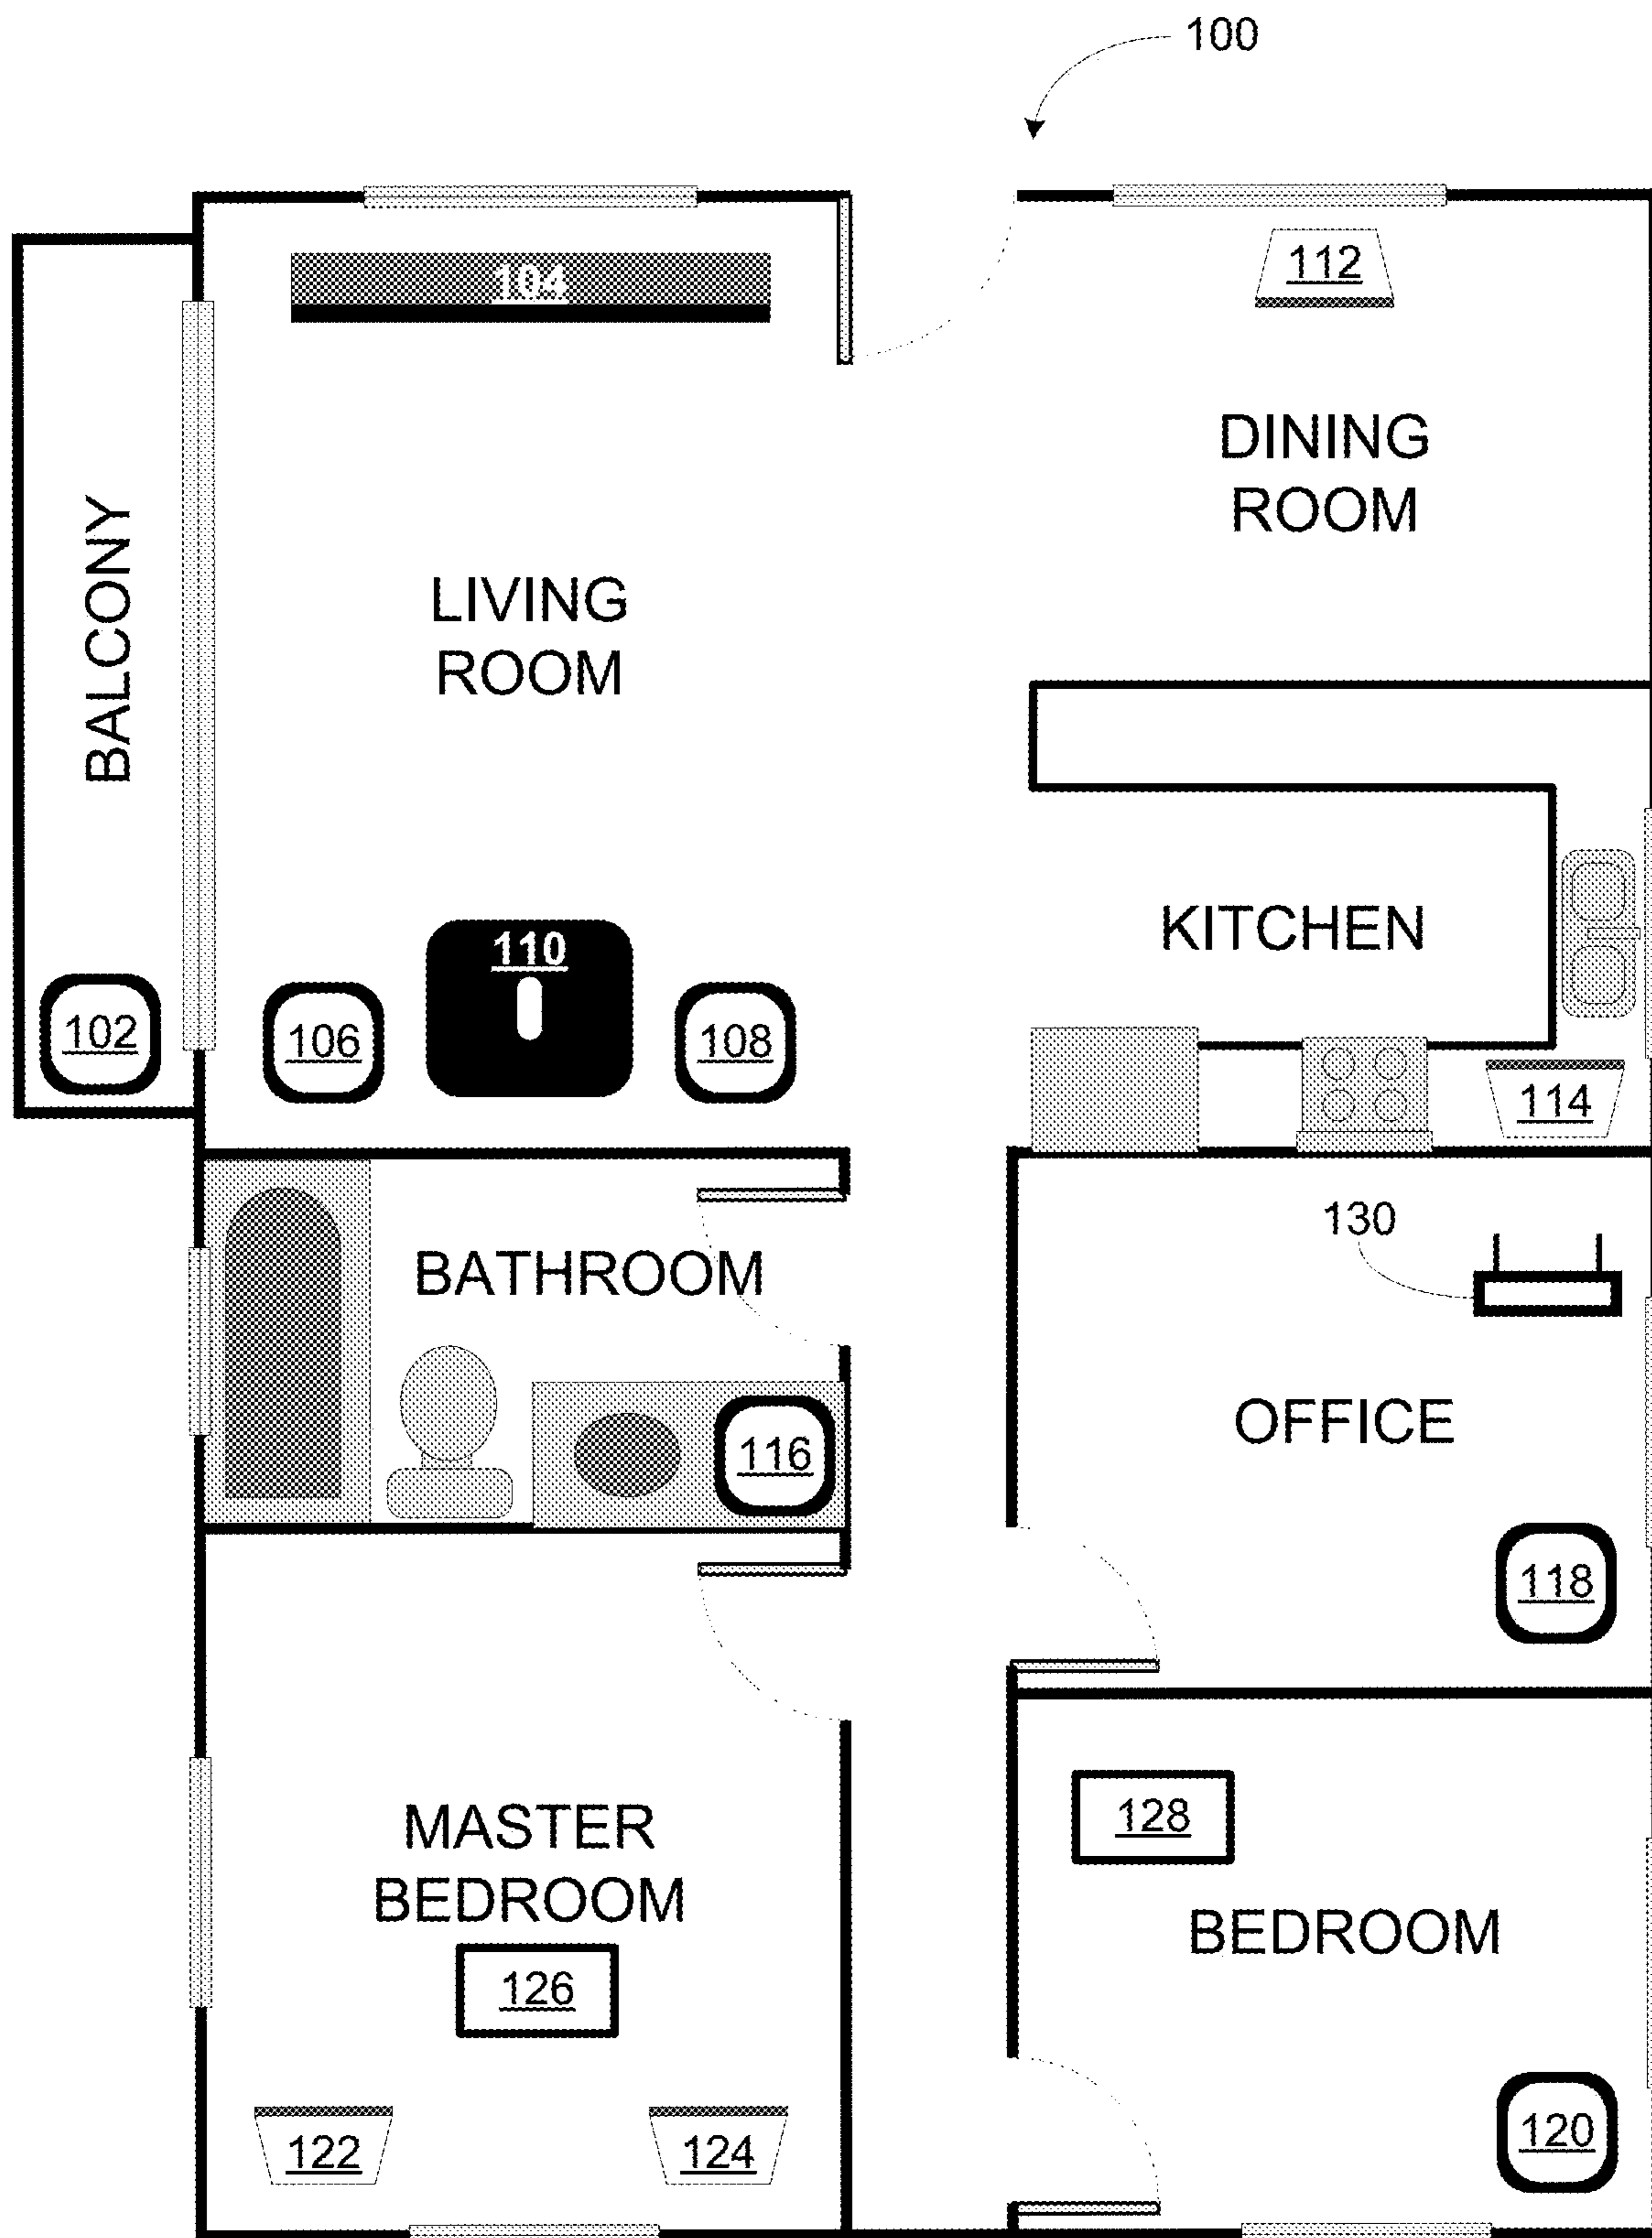 100
104
112
DINING
ROOM
BALCONY
LIVING
ROOM
KITCHEN
110
102
106
108
114
130
BATHROOM
OFFICE
116
118
MASTER
BEDROOM
128
BEDROOM
126
122
124
120